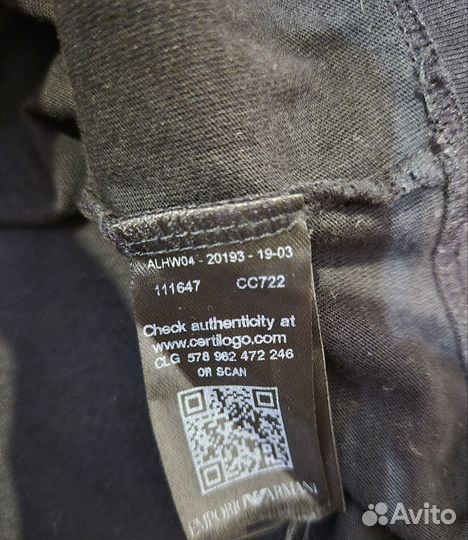 ALHW04 - 20193 - 19-03
111647 CC722
Check authenticity at
www.certilogo.com
CLG 578 982 472 246
OR SCAN
EMPORIO ARMANI
Avito